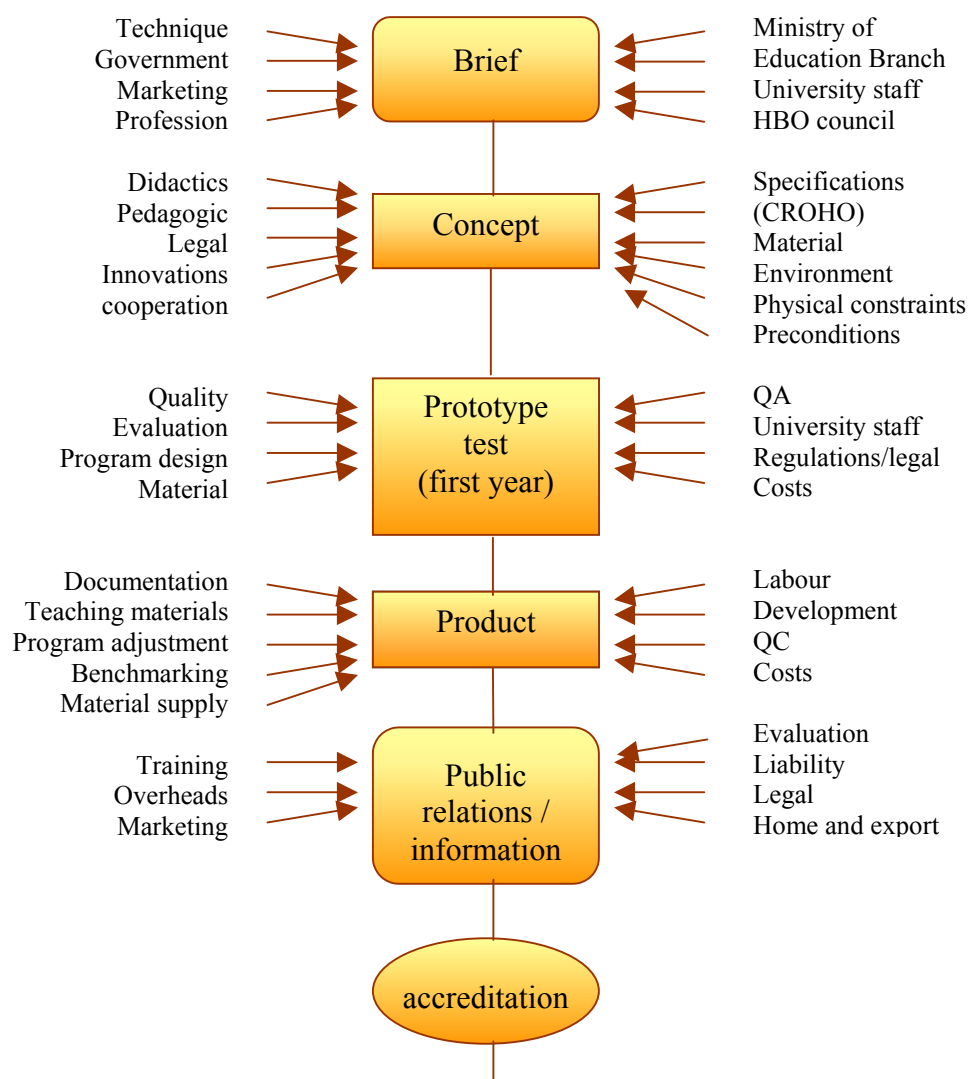 Technique
Government
Marketing
Profession
Brief
Ministry of
Education Branch
University staff
HBO council
Didactics
Pedagogic
Legal
Innovations
cooperation
Concept
Specifications
(CROHO)
Material
Environment
Physical constraints
Preconditions
Quality
Evaluation
Program design
Material
Prototype
test
(first year)
QA
University staff
Regulations/legal
Costs
Documentation
Teaching materials
Program adjustment
Benchmarking
Material supply
Product
Labour
Development
QC
Costs
Training
Overheads
Marketing
Public
relations /
information
Evaluation
Liability
Legal
Home and export
accreditation